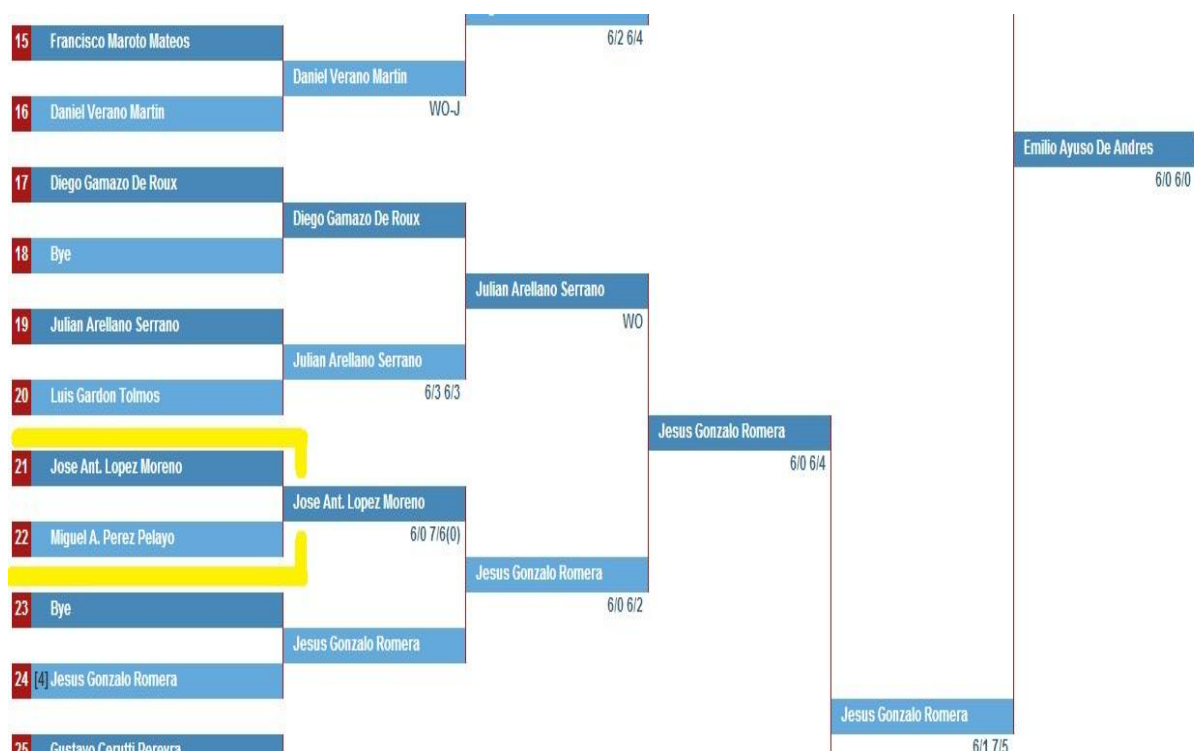 15 Francisco Maroto Mateos
6/2 6/4
Daniel Verano Martin
WO-J
16 Daniel Verano Martin
Emilio Ayuso De Andres
6/0 6/0
17 Diego Gamazo De Roux
Diego Gamazo De Roux
18 Bye
Julian Arellano Serrano
WO
19 Julian Arellano Serrano
Julian Arellano Serrano
6/3 6/3
20 Luis Gardon Tolmos
Jesus Gonzalo Romera
6/0 6/4
21 Jose Ant. Lopez Moreno
Jose Ant. Lopez Moreno
6/0 7/6(0)
22 Miguel A. Perez Pelayo
Jesus Gonzalo Romera
6/0 6/2
23 Bye
Jesus Gonzalo Romera
24 [4] Jesus Gonzalo Romera
Jesus Gonzalo Romera
6/1 7/5
25 Gustavo Cerutti Pereyra